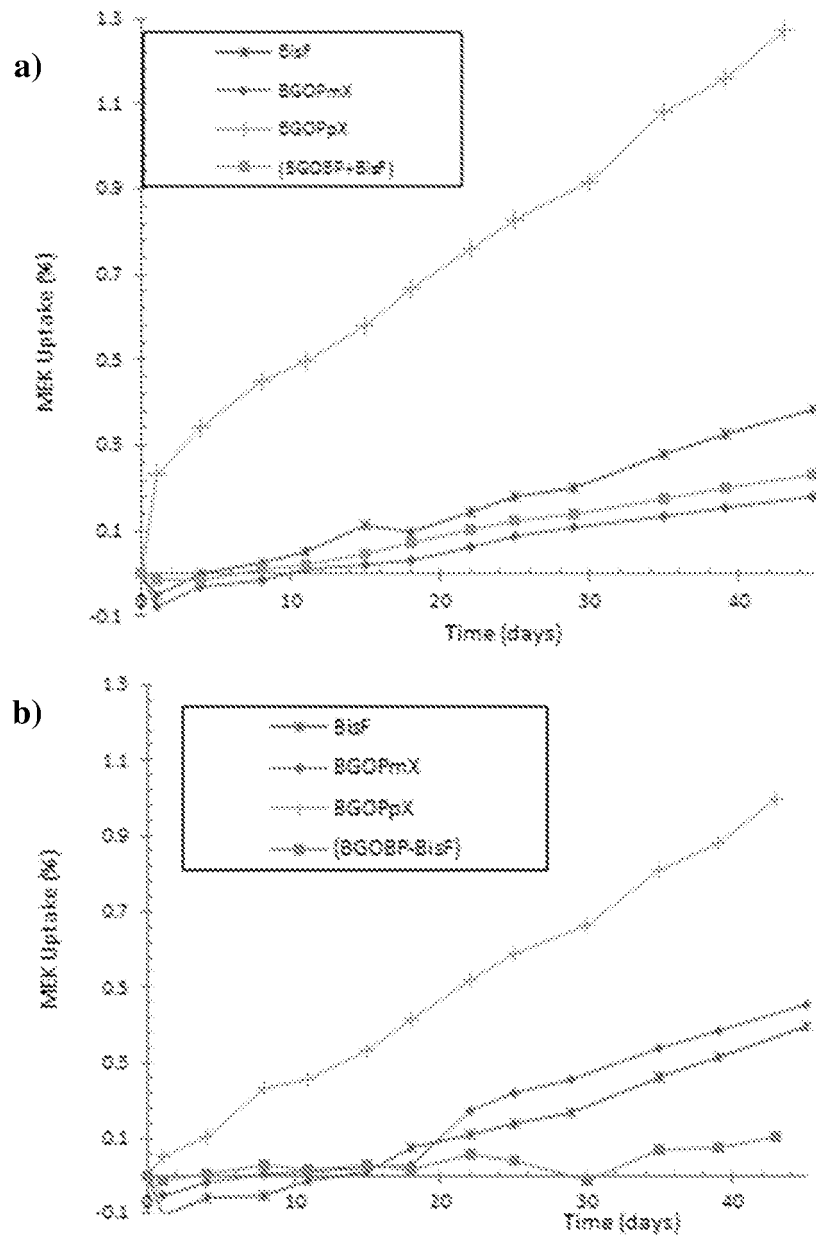 a)
1.3
1.1
0.9
0.7
0.5
0.3
0.1
-0.1
MEK Uptake (%)
BisF
BGOPmX
BGOPpX
(BGOBP+BisF)
0
10
20
30
40
Time (days)
b)
1.3
1.1
0.9
0.7
0.5
0.3
0.1
-0.1
MEK Uptake (%)
BisF
BGOPmX
BGOPpX
(BGOBP-BisF)
0
10
20
30
40
Time (days)